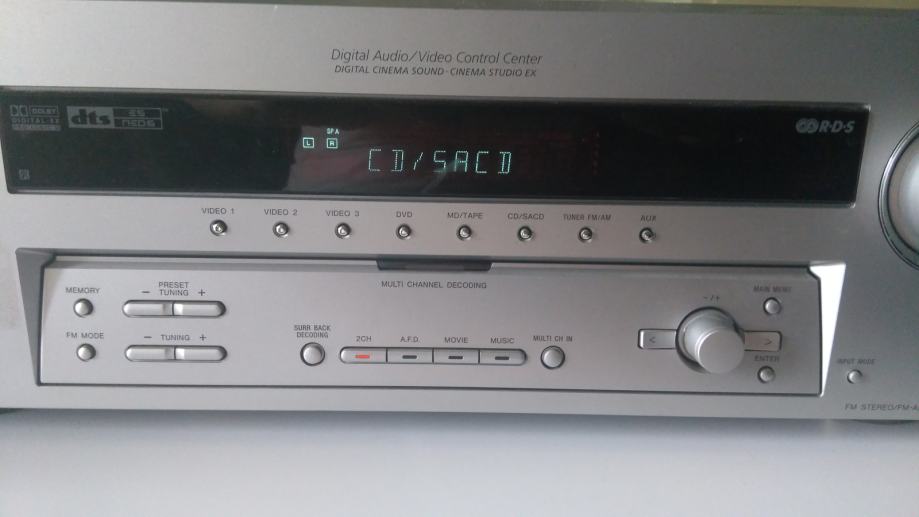 Digital Audio/Video Control Center
DIGITAL CINEMA SOUND · CINEMA STUDIO EX
DOLBY
DIGITAL·EX
dts ES
NEO:6
R·D·S
SP A
L R
CD/SACD
VIDEO 1 VIDEO 2 VIDEO 3 DVD MD/TAPE CD/SACD TUNER FM/AM AUX
MULTI CHANNEL DECODING
MEMORY
− PRESET TUNING +
FM MODE
− TUNING +
SURR BACK
DECODING
2CH A.F.D. MOVIE MUSIC
MULTI CH IN
− / +
MAIN MENU
< >
ENTER
INPUT MODE
FM STEREO/FM-A